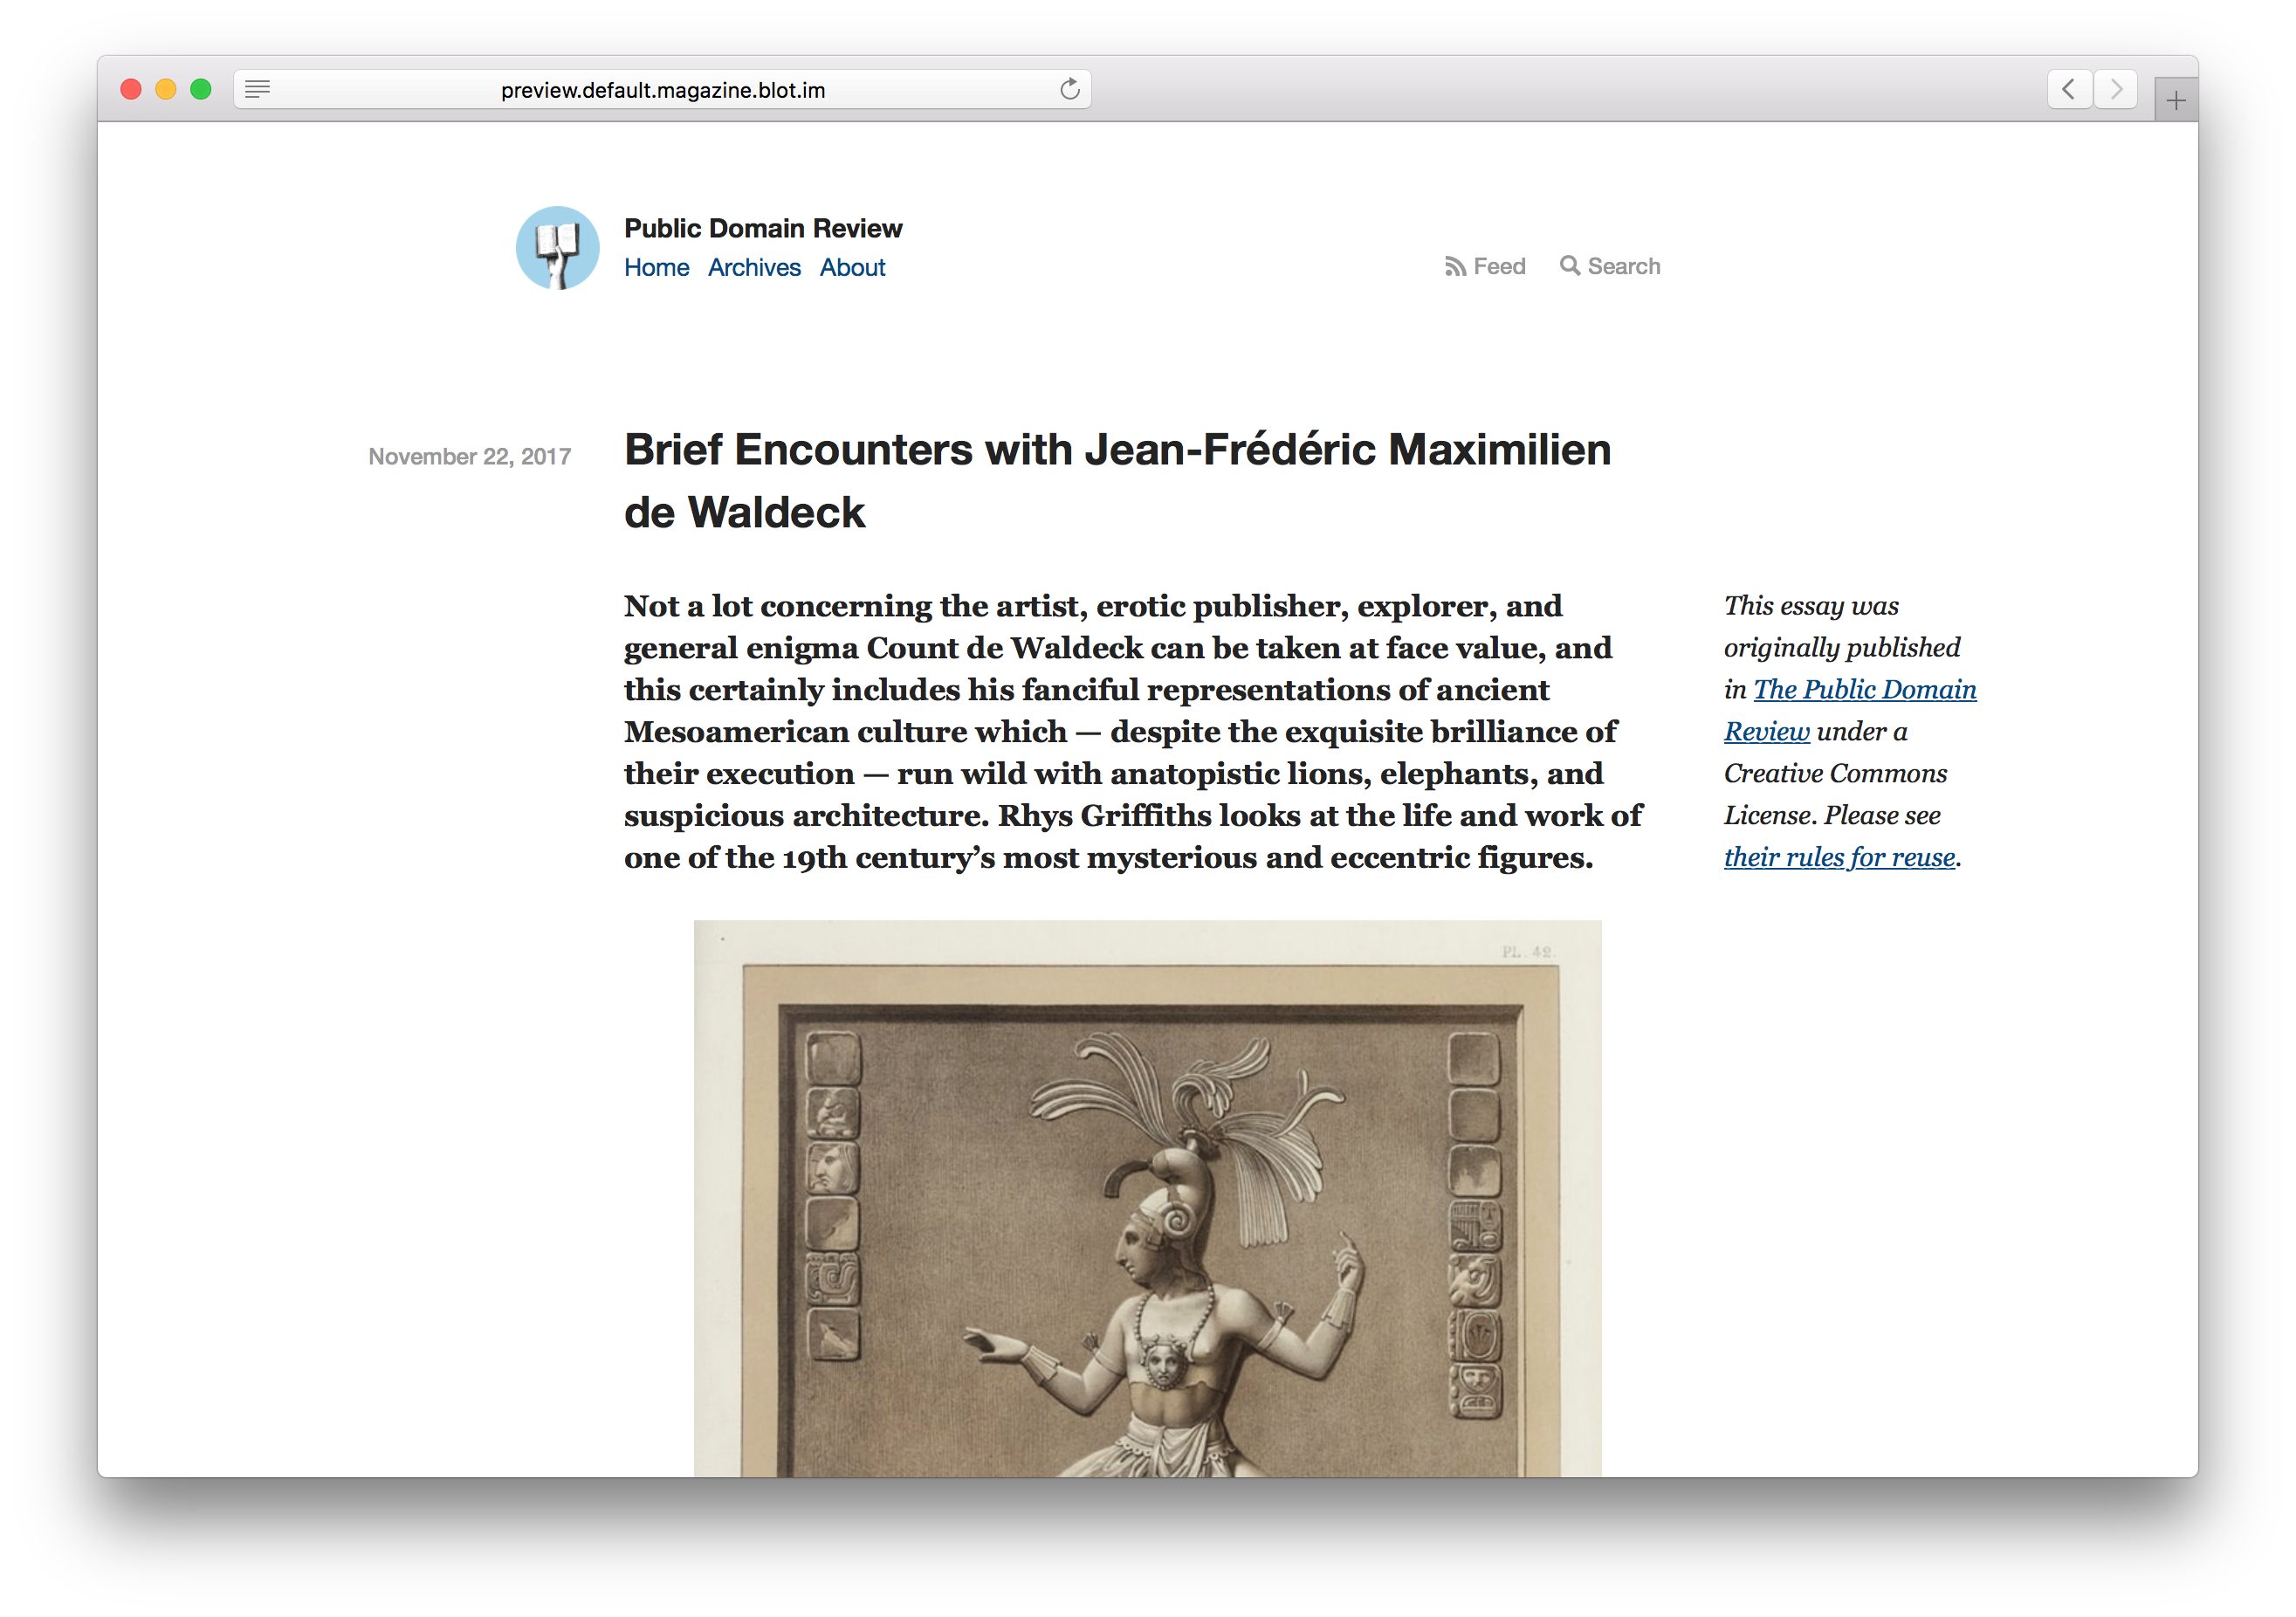 preview.default.magazine.blot.im
Public Domain Review
Home Archives About
Feed Search
November 22, 2017
Brief Encounters with Jean-Frédéric Maximilien
de Waldeck
Not a lot concerning the artist, erotic publisher, explorer, and
general enigma Count de Waldeck can be taken at face value, and
this certainly includes his fanciful representations of ancient
Mesoamerican culture which — despite the exquisite brilliance of
their execution — run wild with anatopistic lions, elephants, and
suspicious architecture. Rhys Griffiths looks at the life and work of
one of the 19th century’s most mysterious and eccentric figures.
This essay was
originally published
in The Public Domain
Review under a
Creative Commons
License. Please see
their rules for reuse.
PL. 42.